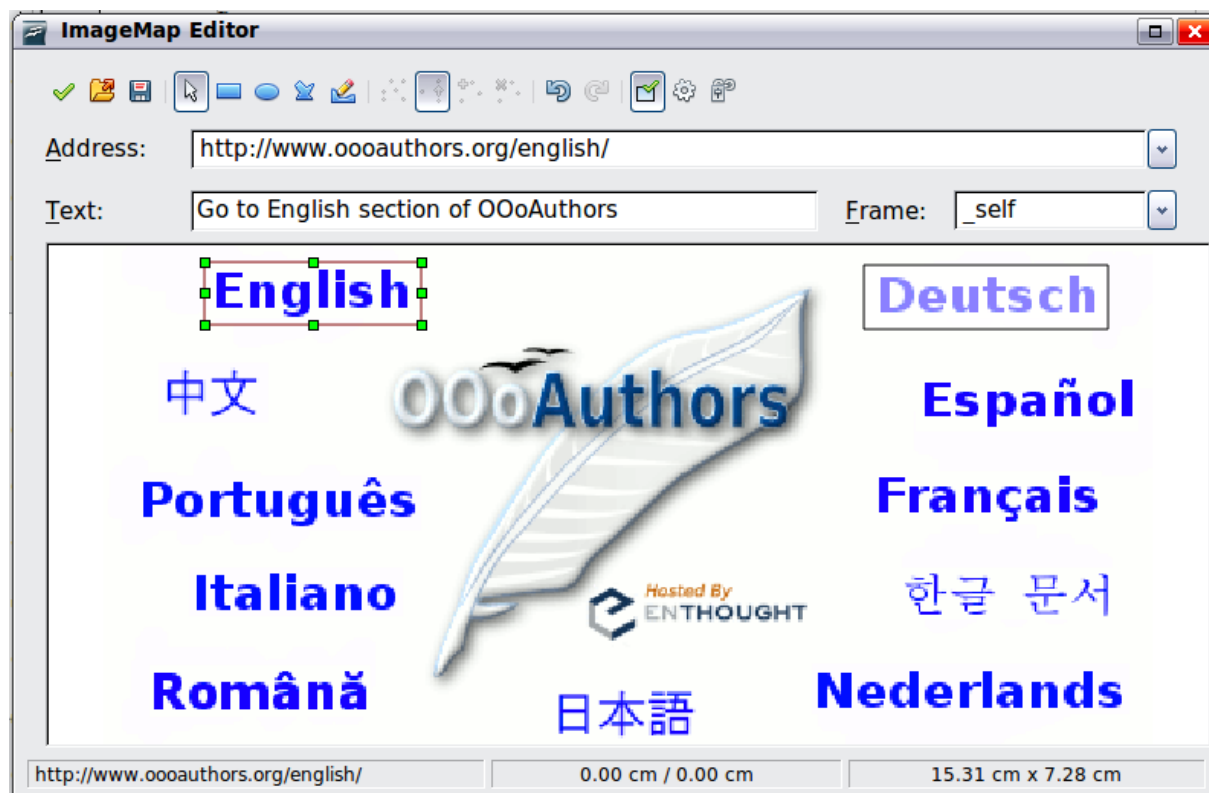 ImageMap Editor
Address: http://www.oooauthors.org/english/
Text: Go to English section of OOoAuthors Frame: _self
English Deutsch
中文 OOoAuthors Español
Português Français
Italiano Hosted By ENTHOUGHT 한글 문서
Română 日本語 Nederlands
http://www.oooauthors.org/english/ 0.00 cm / 0.00 cm 15.31 cm x 7.28 cm